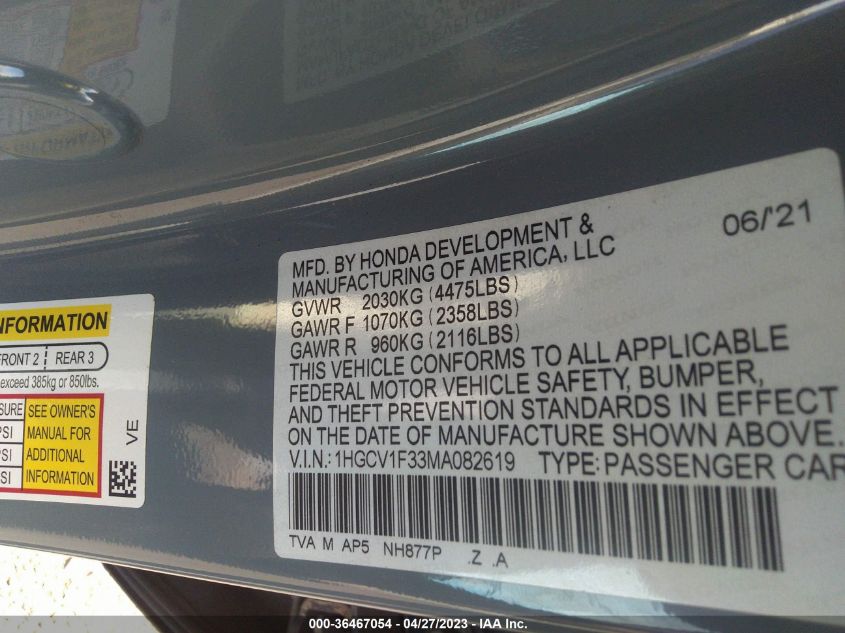 06/'21
MFD. BY HONDA DEVELOPMENT &
MANUFACTURING OF AMERICA, LLC
GVWR 2030KG (4475LBS)
GAWR F 1070KG (2358LBS)
GAWR R 960KG (2116LBS)
THIS VEHICLE CONFORMS TO ALL APPLICABLE
FEDERAL MOTOR VEHICLE SAFETY, BUMPER,
AND THEFT PREVENTION STANDARDS IN EFFECT
ON THE DATE OF MANUFACTURE SHOWN ABOVE.
V.I.N.: 1HGCV1F33MA082619 TYPE: PASSENGER CAR
TVA M AP5 NH877P .Z .A
INFORMATION
FRONT 2 REAR 3
exceed 385kg or 850lbs.
SEE OWNER'S
PSI MANUAL FOR
PSI ADDITIONAL
PSI INFORMATION
VE
000-36467054 - 04/27/2023 - IAA Inc.